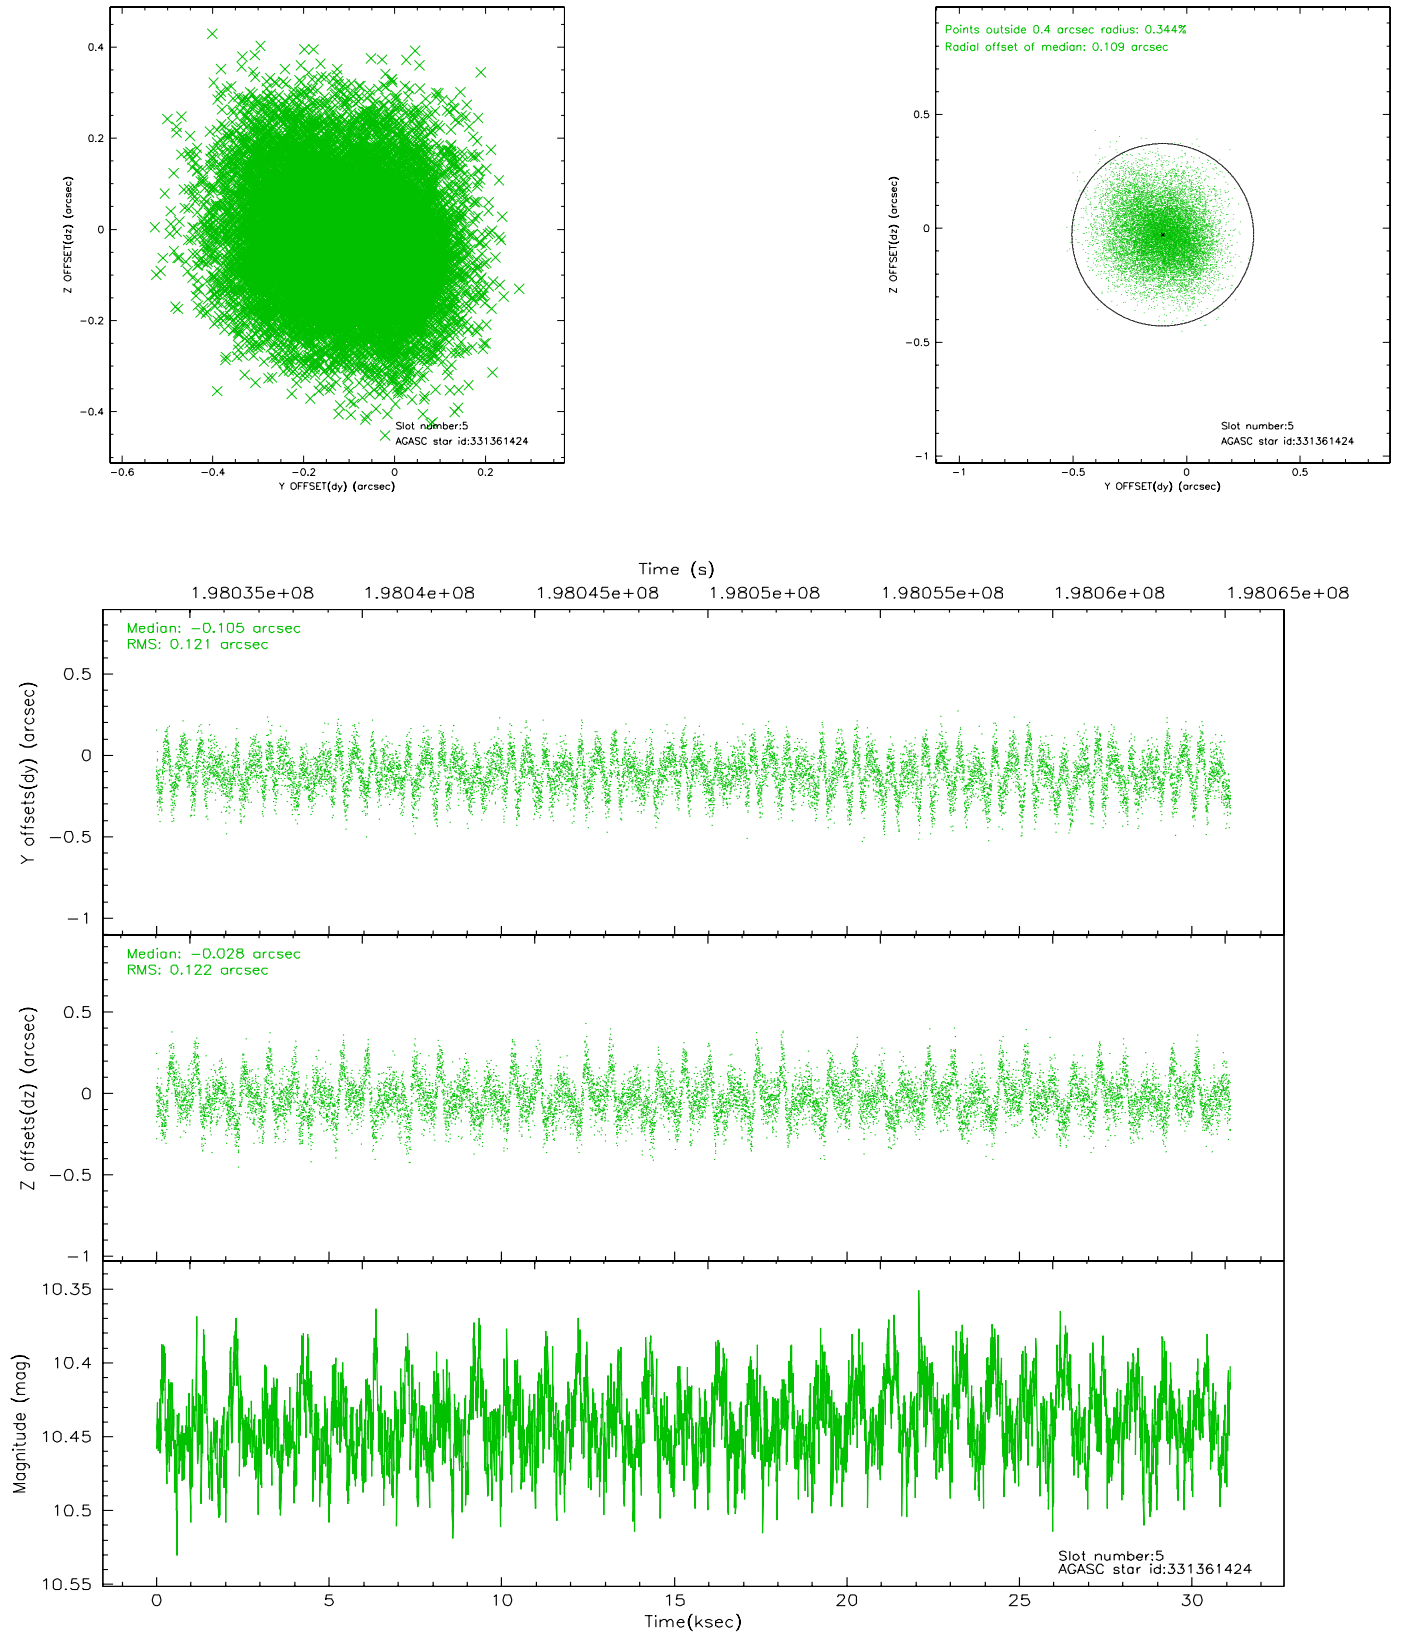 0.4
0.2
0
−0.2
−0.4
−0.6
−0.4
−0.2
0
0.2
Z OFFSET(dz) (arcsec)
Y OFFSET(dy) (arcsec)
Slot number:5
AGASC star id:331361424
Points outside 0.4 arcsec radius: 0.344%
Radial offset of median: 0.109 arcsec
0.5
0
−0.5
−1
−1
−0.5
0
0.5
Z OFFSET(dz) (arcsec)
Y OFFSET(dy) (arcsec)
Slot number:5
AGASC star id:331361424
Time (s)
1.98035e+08 1.9804e+08 1.98045e+08 1.9805e+08 1.98055e+08 1.9806e+08 1.98065e+08
Median: −0.105 arcsec
RMS: 0.121 arcsec
0.5
0
−0.5
−1
Y offsets(dy) (arcsec)
Median: −0.028 arcsec
RMS: 0.122 arcsec
0.5
0
−0.5
−1
Z offsets(dz) (arcsec)
10.35
10.4
10.45
10.5
10.55
Magnitude (mag)
Slot number:5
AGASC star id:331361424
0 5 10 15 20 25 30
Time(ksec)